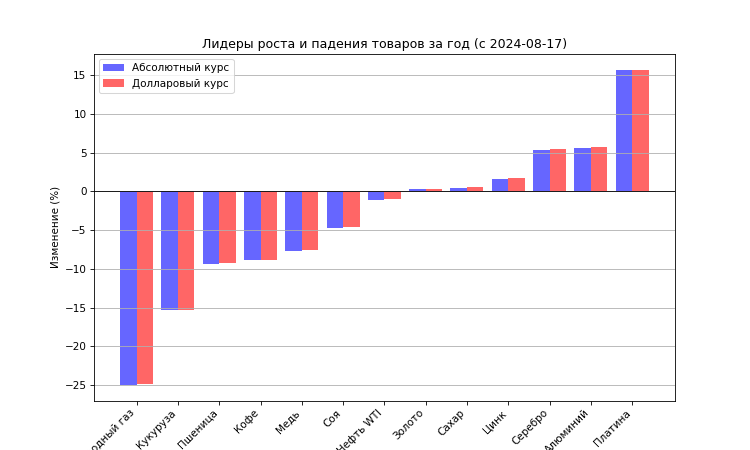 Лидеры роста и падения товаров за год (с 2024-08-17)
Абсолютный курс
Долларовый курс
Изменение (%)
15
10
5
0
−5
−10
−15
−20
−25
одный газ
Кукуруза
Пшеница
Кофе
Медь
Соя
Нефть WTI
Золото
Сахар
Цинк
Серебро
Алюминий
Платина